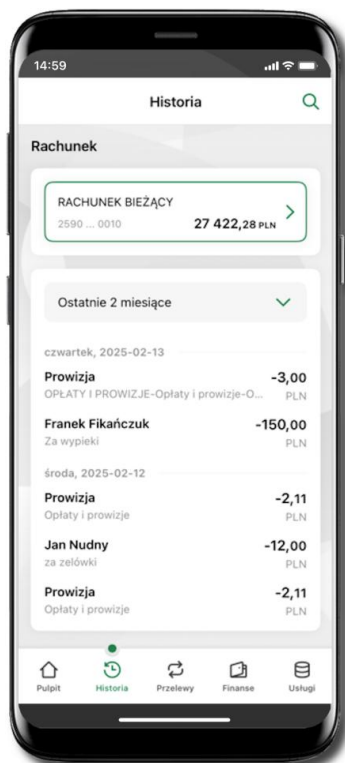 14:59
Historia
Rachunek
RACHUNEK BIEŻĄCY
2590 ... 0010 27 422,28 PLN
Ostatnie 2 miesiące
czwartek, 2025-02-13
Prowizja -3,00
OPŁATY I PROWIZJE-Opłaty i prowizje-O... PLN
Franek Fikańczuk -150,00
Za wypieki PLN
środa, 2025-02-12
Prowizja -2,11
Opłaty i prowizje PLN
Jan Nudny -12,00
za zelówki PLN
Prowizja -2,11
Opłaty i prowizje PLN
Pulpit Historia Przelewy Finanse Usługi